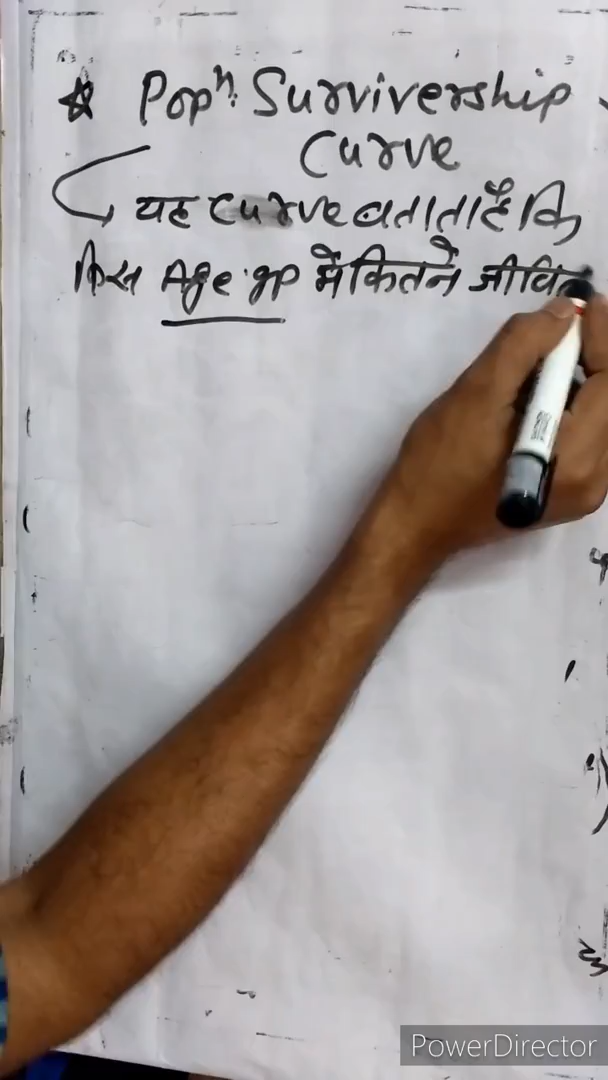 ☆ Popⁿ. Survivership
Curve
यह curve बताता है कि
किस Age gp में कितने जीवित
PowerDirector